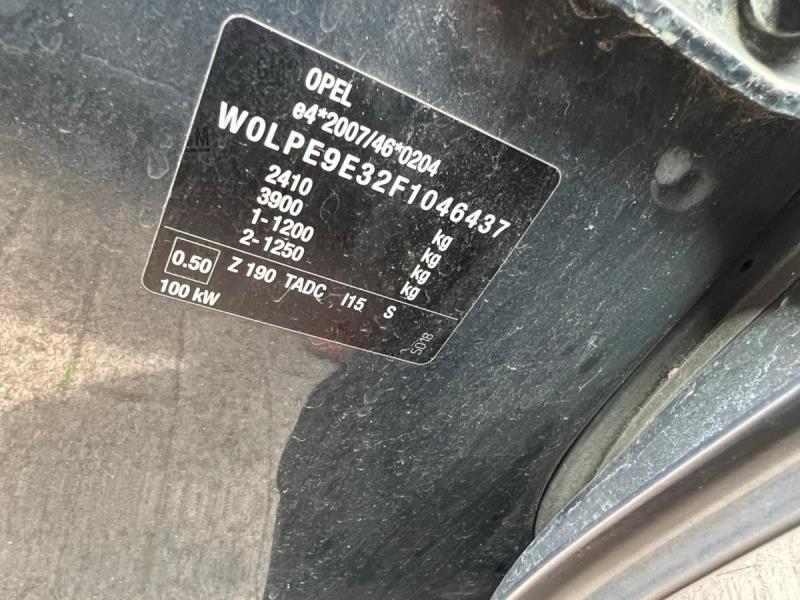 OPEL
e4*2007/46*0204
W0LPE9E32F1046437
2410 kg
3900 kg
1-1200 kg
2-1250 kg
0.50 Z 190 TADC I15 S
100 kW
5018